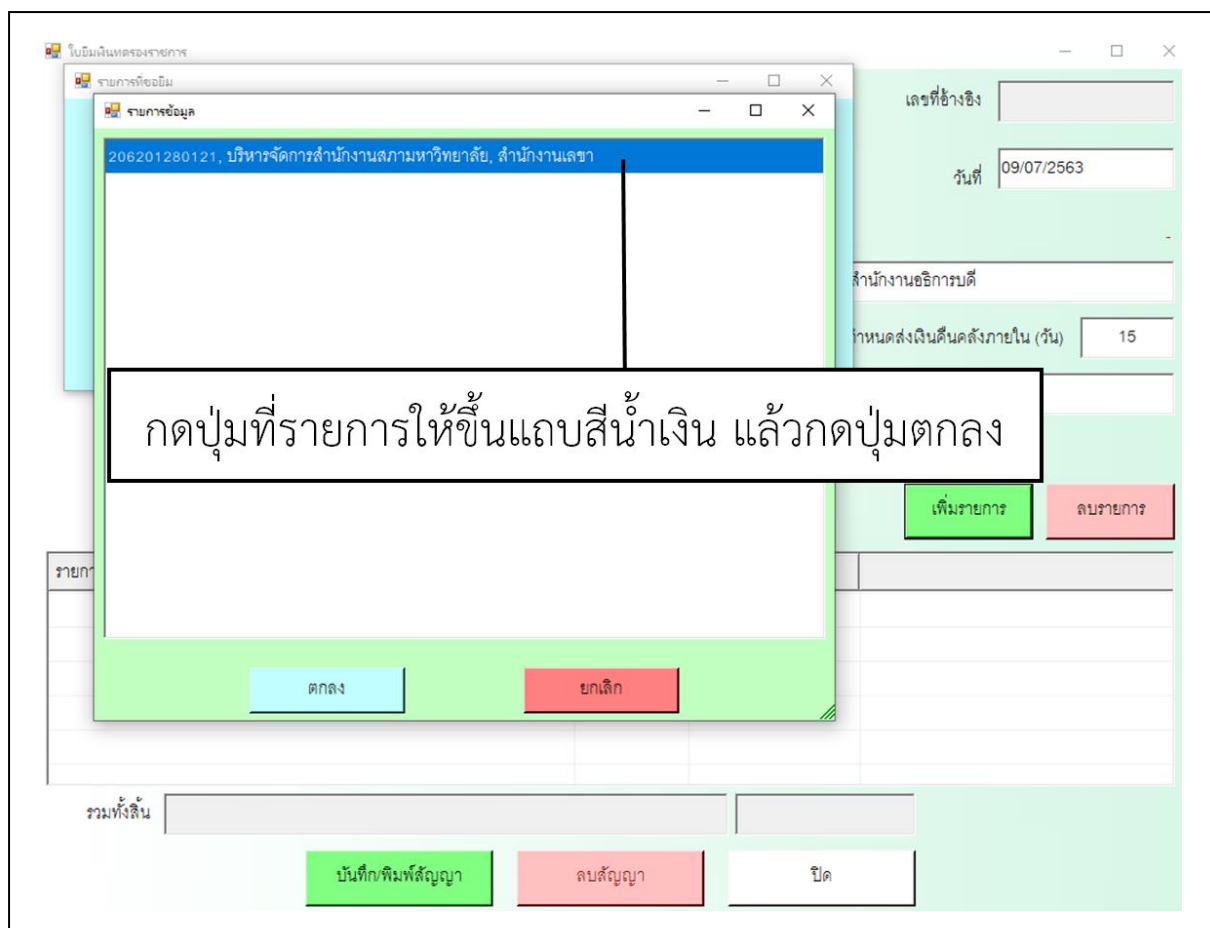 ใบยืมเงินทดรองราชการ
รายการที่ขอยืม
รายการข้อมูล
206201280121, บริหารจัดการสำนักงานสภามหาวิทยาลัย, สำนักงานเลขา
เลขที่อ้างอิง
วันที่ 09/07/2563
-
สำนักงานอธิการบดี
กำหนดส่งเงินคืนคลังภายใน (วัน) 15
กดปุ่มที่รายการให้ขึ้นแถบสีน้ำเงิน แล้วกดปุ่มตกลง
เพิ่มรายการ ลบรายการ
ตกลง ยกเลิก
รวมทั้งสิ้น
บันทึก/พิมพ์สัญญา ลบสัญญา ปิด